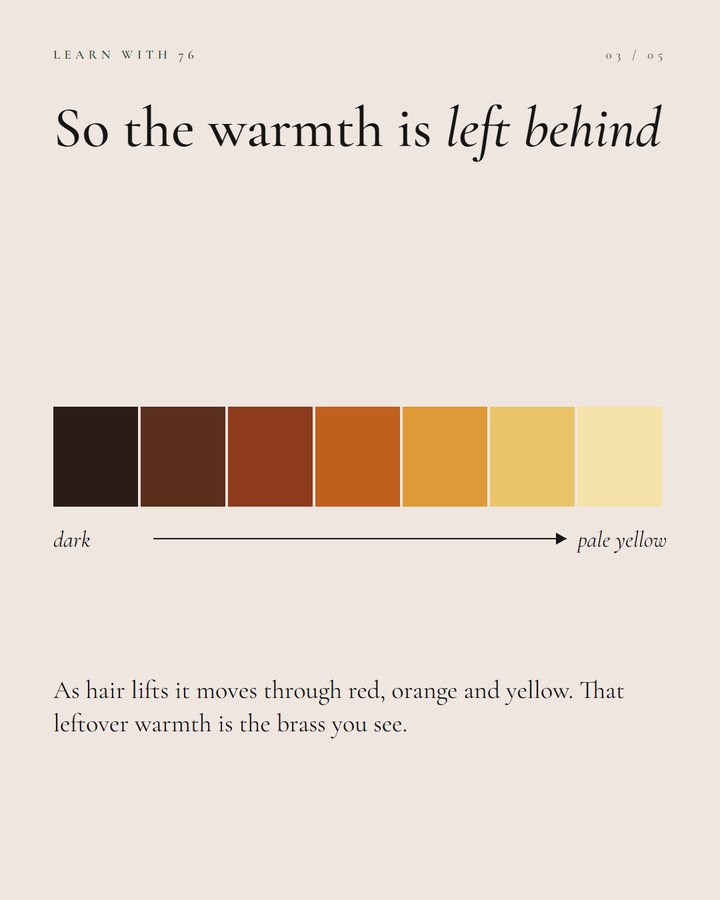 LEARN WITH 76
03 / 05
So the warmth is left behind
dark
pale yellow
As hair lifts it moves through red, orange and yellow. That
leftover warmth is the brass you see.